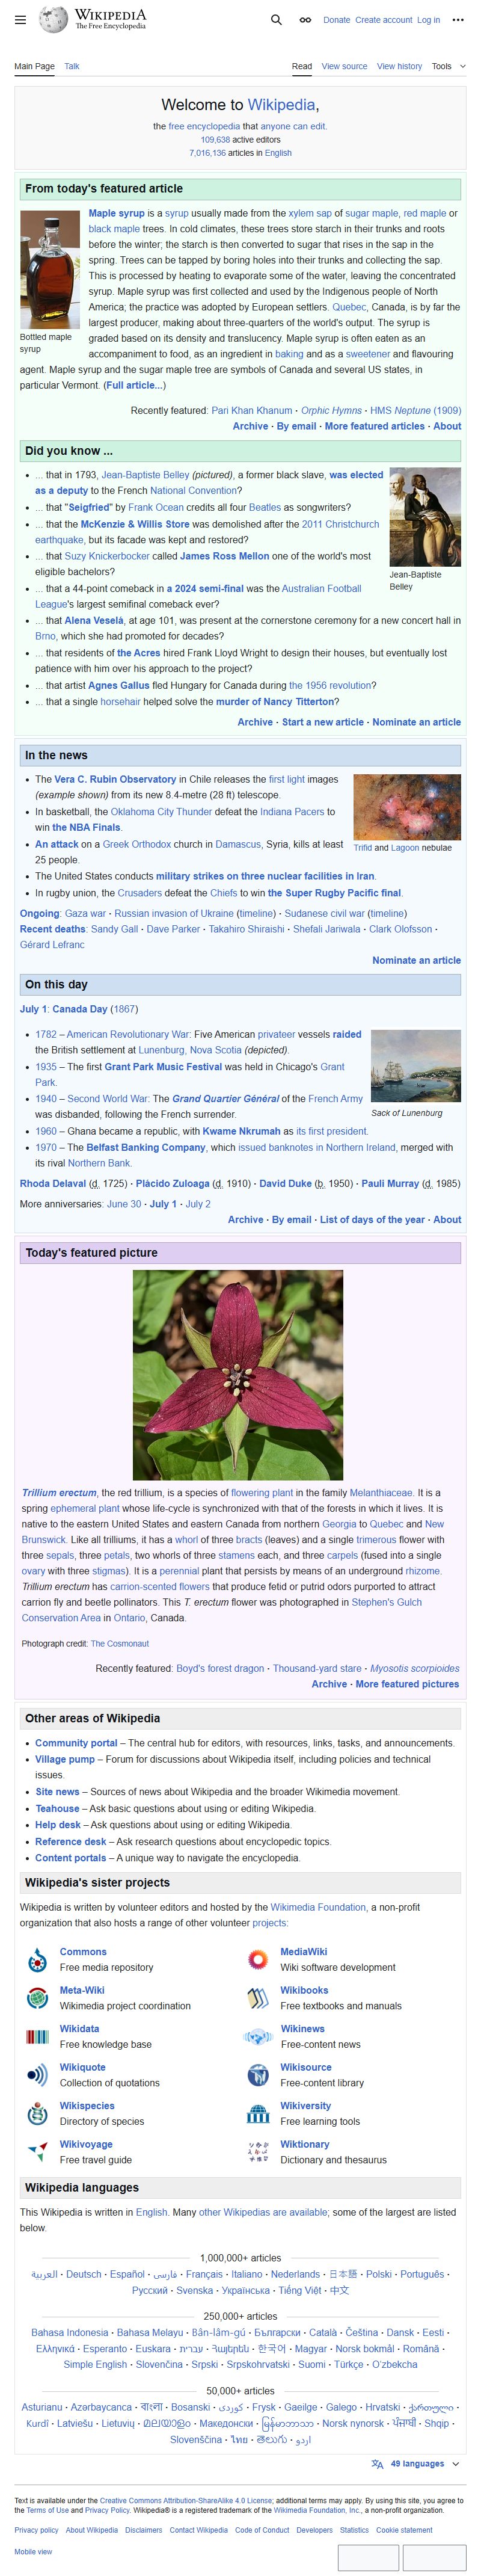 WIKIPEDIA
The Free Encyclopedia
Donate Create account Log in
Main Page Talk Read View source View history Tools
Welcome to Wikipedia,
the free encyclopedia that anyone can edit.
109,638 active editors
7,016,136 articles in English
From today's featured article
Maple syrup is a syrup usually made from the xylem sap of sugar maple, red maple or
black maple trees. In cold climates, these trees store starch in their trunks and roots
before the winter; the starch is then converted to sugar that rises in the sap in the
spring. Trees can be tapped by boring holes into their trunks and collecting the sap.
This is processed by heating to evaporate some of the water, leaving the concentrated
syrup. Maple syrup was first collected and used by the Indigenous people of North
America; the practice was adopted by European settlers. Quebec, Canada, is by far the
largest producer, making about three-quarters of the world's output. The syrup is
graded based on its density and translucency. Maple syrup is often eaten as an
accompaniment to food, as an ingredient in baking and as a sweetener and flavouring
agent. Maple syrup and the sugar maple tree are symbols of Canada and several US states, in
particular Vermont. (Full article...)
Bottled maple
syrup
Recently featured: Pari Khan Khanum · Orphic Hymns · HMS Neptune (1909)
Archive · By email · More featured articles · About
Did you know ...
... that in 1793, Jean-Baptiste Belley (pictured), a former black slave, was elected
as a deputy to the French National Convention?
... that "Seigfried" by Frank Ocean credits all four Beatles as songwriters?
... that the McKenzie & Willis Store was demolished after the 2011 Christchurch
earthquake, but its facade was kept and restored?
... that Suzy Knickerbocker called James Ross Mellon one of the world's most
eligible bachelors?
... that a 44-point comeback in a 2024 semi-final was the Australian Football
League's largest semifinal comeback ever?
... that Alena Veselá, at age 101, was present at the cornerstone ceremony for a new concert hall in
Brno, which she had promoted for decades?
... that residents of the Acres hired Frank Lloyd Wright to design their houses, but eventually lost
patience with him over his approach to the project?
... that artist Agnes Gallus fled Hungary for Canada during the 1956 revolution?
... that a single horsehair helped solve the murder of Nancy Titterton?
Jean-Baptiste
Belley
Archive · Start a new article · Nominate an article
In the news
The Vera C. Rubin Observatory in Chile releases the first light images
(example shown) from its new 8.4-metre (28 ft) telescope.
In basketball, the Oklahoma City Thunder defeat the Indiana Pacers to
win the NBA Finals.
An attack on a Greek Orthodox church in Damascus, Syria, kills at least
25 people.
The United States conducts military strikes on three nuclear facilities in Iran.
In rugby union, the Crusaders defeat the Chiefs to win the Super Rugby Pacific final.
Trifid and Lagoon nebulae
Ongoing: Gaza war · Russian invasion of Ukraine (timeline) · Sudanese civil war (timeline)
Recent deaths: Sandy Gall · Dave Parker · Takahiro Shiraishi · Shefali Jariwala · Clark Olofsson ·
Gérard Lefranc
Nominate an article
On this day
July 1: Canada Day (1867)
1782 – American Revolutionary War: Five American privateer vessels raided
the British settlement at Lunenburg, Nova Scotia (depicted).
1935 – The first Grant Park Music Festival was held in Chicago's Grant
Park.
1940 – Second World War: The Grand Quartier Général of the French Army
was disbanded, following the French surrender.
1960 – Ghana became a republic, with Kwame Nkrumah as its first president.
1970 – The Belfast Banking Company, which issued banknotes in Northern Ireland, merged with
its rival Northern Bank.
Sack of Lunenburg
Rhoda Delaval (d. 1725) · Plácido Zuloaga (d. 1910) · David Duke (b. 1950) · Pauli Murray (d. 1985)
More anniversaries: June 30 · July 1 · July 2
Archive · By email · List of days of the year · About
Today's featured picture
Trillium erectum, the red trillium, is a species of flowering plant in the family Melanthiaceae. It is a
spring ephemeral plant whose life-cycle is synchronized with that of the forests in which it lives. It is
native to the eastern United States and eastern Canada from northern Georgia to Quebec and New
Brunswick. Like all trilliums, it has a whorl of three bracts (leaves) and a single trimerous flower with
three sepals, three petals, two whorls of three stamens each, and three carpels (fused into a single
ovary with three stigmas). It is a perennial plant that persists by means of an underground rhizome.
Trillium erectum has carrion-scented flowers that produce fetid or putrid odors purported to attract
carrion fly and beetle pollinators. This T. erectum flower was photographed in Stephen's Gulch
Conservation Area in Ontario, Canada.
Photograph credit: The Cosmonaut
Recently featured: Boyd's forest dragon · Thousand-yard stare · Myosotis scorpioides
Archive · More featured pictures
Other areas of Wikipedia
Community portal – The central hub for editors, with resources, links, tasks, and announcements.
Village pump – Forum for discussions about Wikipedia itself, including policies and technical
issues.
Site news – Sources of news about Wikipedia and the broader Wikimedia movement.
Teahouse – Ask basic questions about using or editing Wikipedia.
Help desk – Ask questions about using or editing Wikipedia.
Reference desk – Ask research questions about encyclopedic topics.
Content portals – A unique way to navigate the encyclopedia.
Wikipedia's sister projects
Wikipedia is written by volunteer editors and hosted by the Wikimedia Foundation, a non-profit
organization that also hosts a range of other volunteer projects:
Commons
Free media repository
MediaWiki
Wiki software development
Meta-Wiki
Wikimedia project coordination
Wikibooks
Free textbooks and manuals
Wikidata
Free knowledge base
Wikinews
Free-content news
Wikiquote
Collection of quotations
Wikisource
Free-content library
Wikispecies
Directory of species
Wikiversity
Free learning tools
Wikivoyage
Free travel guide
Wiktionary
Dictionary and thesaurus
Wikipedia languages
This Wikipedia is written in English. Many other Wikipedias are available; some of the largest are listed
below.
1,000,000+ articles
العربية · Deutsch · Español · فارسی · Français · Italiano · Nederlands · 日本語 · Polski · Português ·
Русский · Svenska · Українська · Tiếng Việt · 中文
250,000+ articles
Bahasa Indonesia · Bahasa Melayu · Bân-lâm-gú · Български · Català · Čeština · Dansk · Eesti ·
Ελληνικά · Esperanto · Euskara · עברית · Հայերեն · 한국어 · Magyar · Norsk bokmål · Română ·
Simple English · Slovenčina · Srpski · Srpskohrvatski · Suomi · Türkçe · Oʻzbekcha
50,000+ articles
Asturianu · Azərbaycanca · বাংলা · Bosanski · کوردی · Frysk · Gaeilge · Galego · Hrvatski · ქართული ·
Kurdî · Latviešu · Lietuvių · മലയാളം · Македонски · မြန်မာဘာသာ · Norsk nynorsk · ਪੰਜਾਬੀ · Shqip ·
Slovenščina · ไทย · తెలుగు · اردو
49 languages
Text is available under the Creative Commons Attribution-ShareAlike 4.0 License; additional terms may apply. By using this site, you agree to
the Terms of Use and Privacy Policy. Wikipedia® is a registered trademark of the Wikimedia Foundation, Inc., a non-profit organization.
Privacy policy About Wikipedia Disclaimers Contact Wikipedia Code of Conduct Developers Statistics Cookie statement
Mobile view